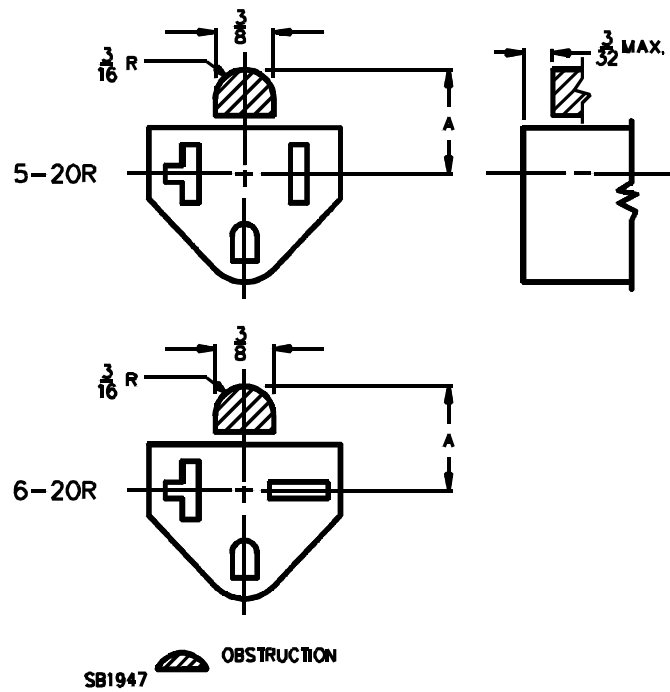 3/8
3/16 R
3/32 MAX.
A
5-20R
3/8
3/16 R
A
6-20R
OBSTRUCTION
SB1947